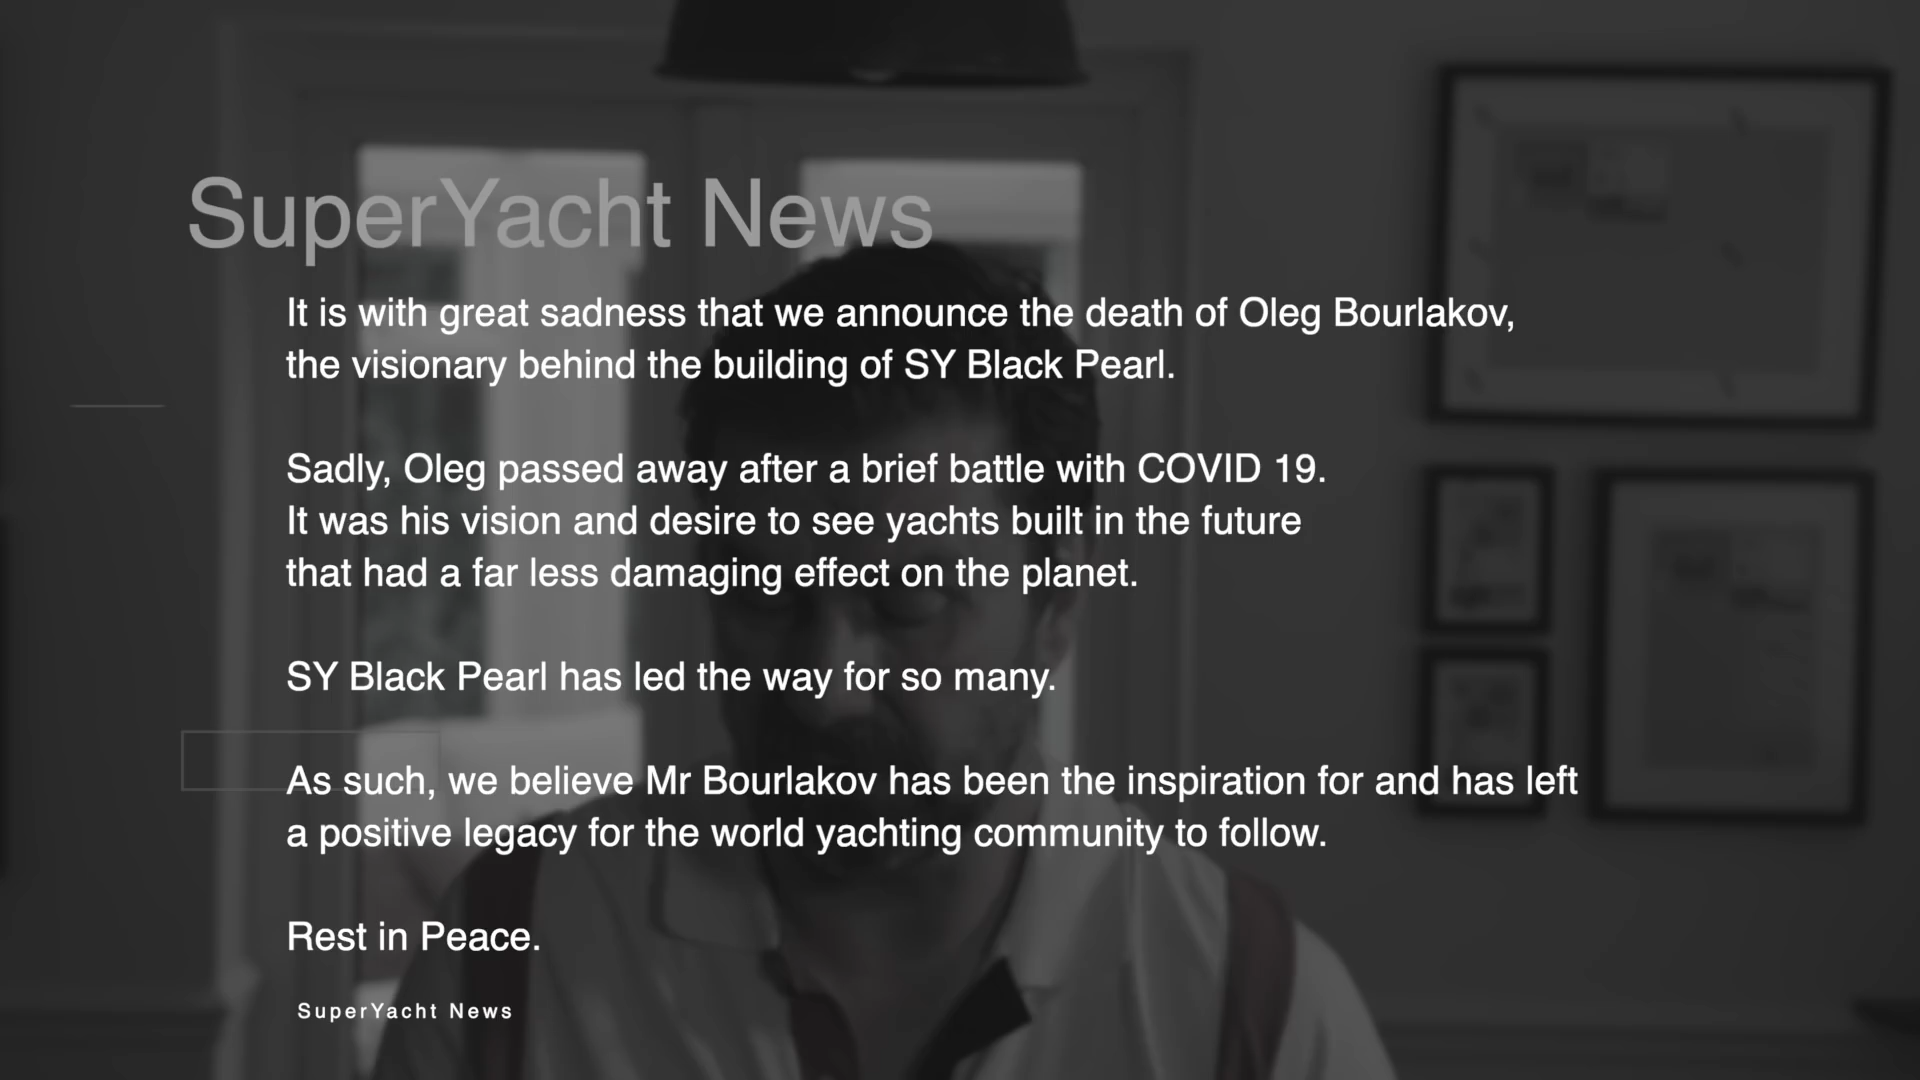 SuperYacht News
It is with great sadness that we announce the death of Oleg Bourlakov,
the visionary behind the building of SY Black Pearl.
Sadly, Oleg passed away after a brief battle with COVID 19.
It was his vision and desire to see yachts built in the future
that had a far less damaging effect on the planet.
SY Black Pearl has led the way for so many.
As such, we believe Mr Bourlakov has been the inspiration for and has left
a positive legacy for the world yachting community to follow.
Rest in Peace.
SuperYacht News